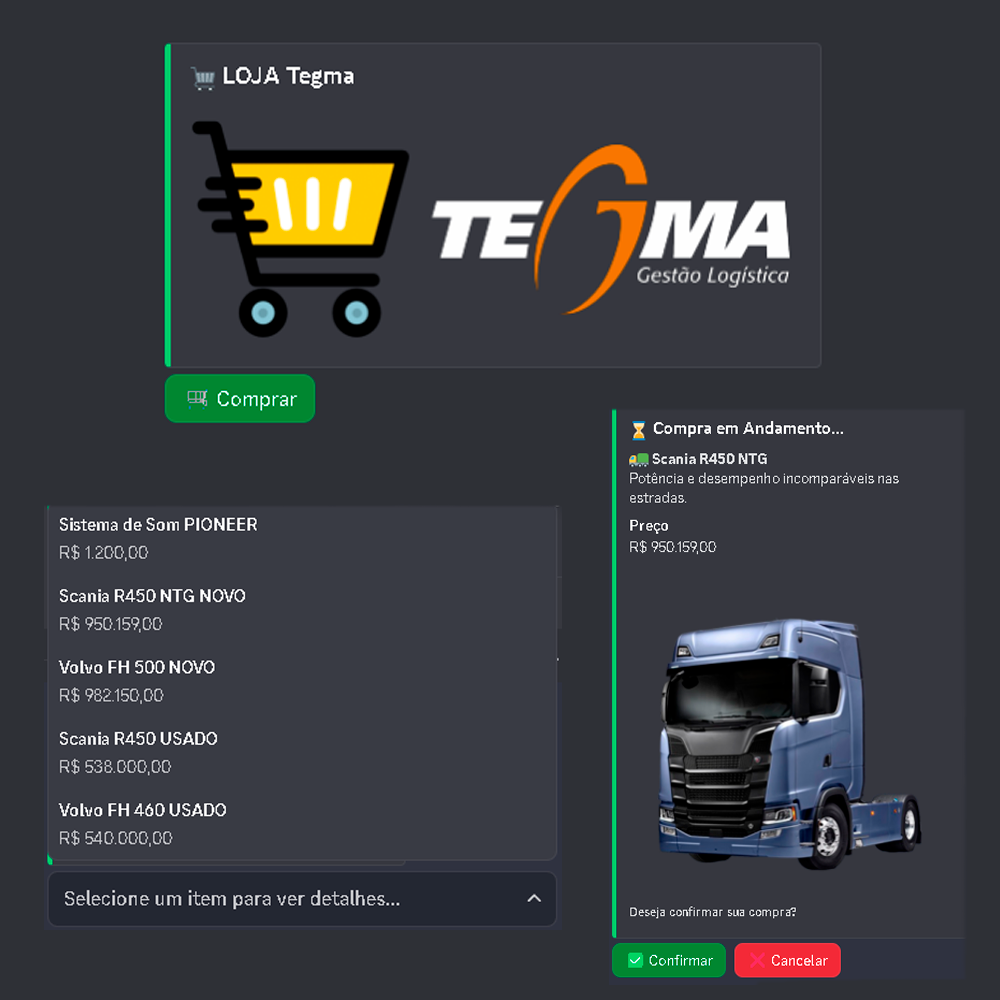 LOJA Tegma
TEGMA
Gestão Logística
Comprar
Sistema de Som PIONEER
R$ 1.200,00
Scania R450 NTG NOVO
R$ 950.159,00
Volvo FH 500 NOVO
R$ 982.150,00
Scania R450 USADO
R$ 538.000,00
Volvo FH 460 USADO
R$ 540.000,00
Selecione um item para ver detalhes...
Compra em Andamento...
Scania R450 NTG
Potência e desempenho incomparáveis nas
estradas.
Preço
R$ 950.159,00
Deseja confirmar sua compra?
Confirmar
Cancelar